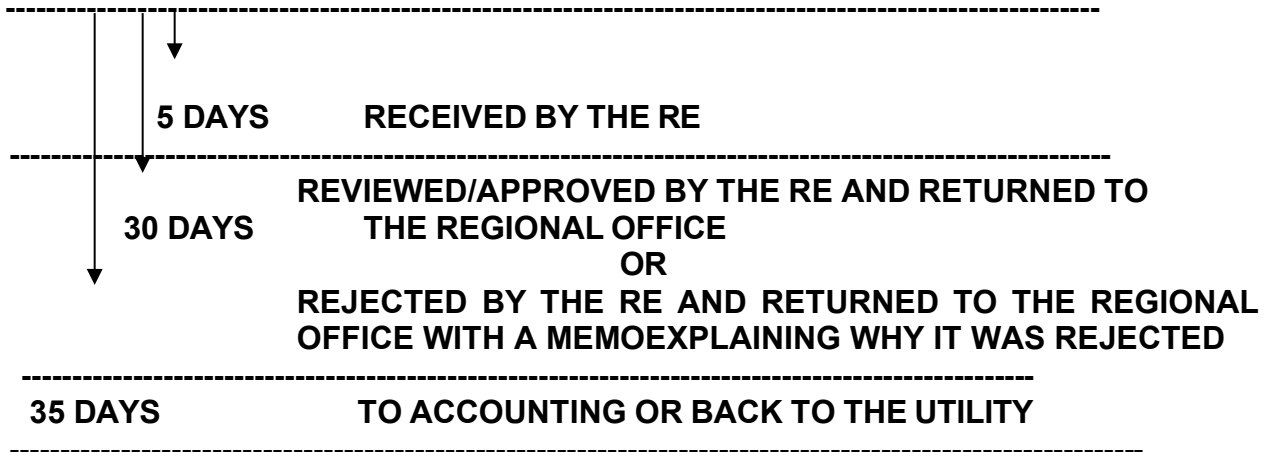 5 DAYS RECEIVED BY THE RE
REVIEWED/APPROVED BY THE RE AND RETURNED TO
30 DAYS THE REGIONAL OFFICE
OR
REJECTED BY THE RE AND RETURNED TO THE REGIONAL
OFFICE WITH A MEMOEXPLAINING WHY IT WAS REJECTED
35 DAYS TO ACCOUNTING OR BACK TO THE UTILITY